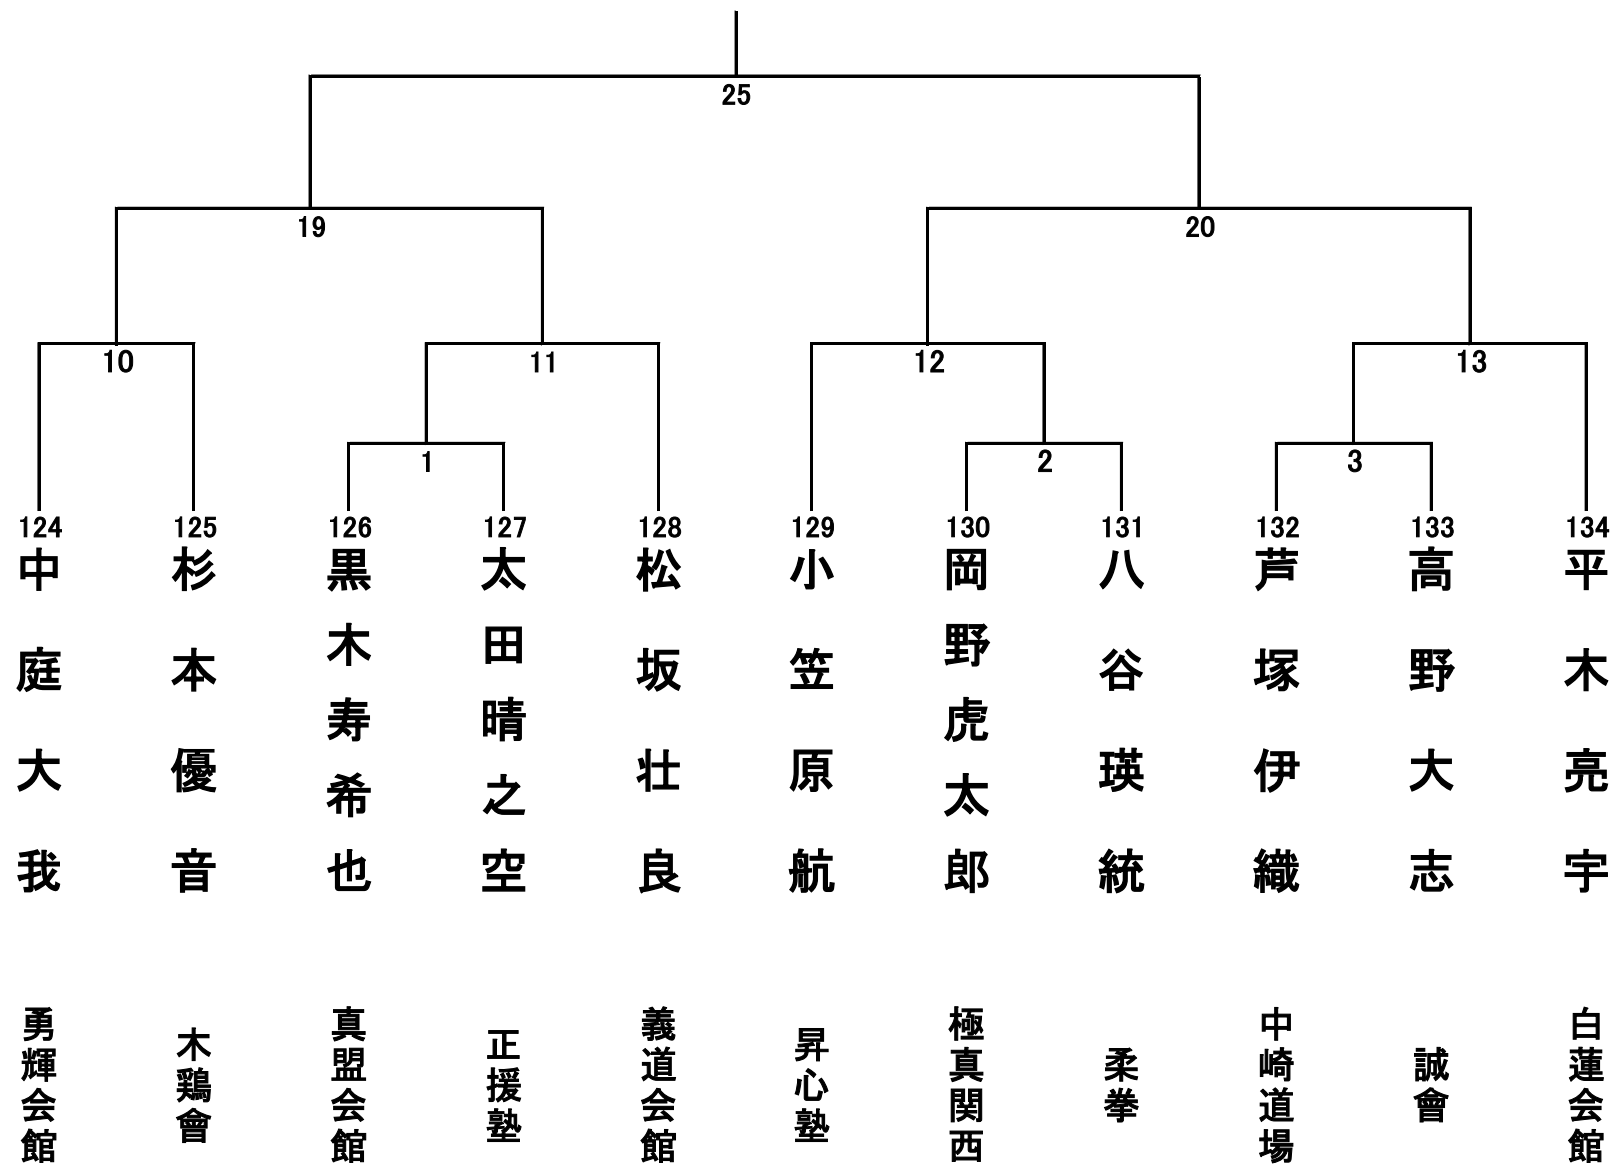 25
19
20
10
11
12
13
1
2
3
124
125
126
127
128
129
130
131
132
133
134
中庭大我
杉本優音
黒木寿希也
太田晴之空
松坂壮良
小笠原航
岡野虎太郎
八谷瑛統
芦塚伊織
高野大志
平木亮宇
勇輝会館
木鶏會
真盟会館
正援塾
義道会館
昇心塾
極真関西
柔拳
中崎道場
誠會
白蓮会館